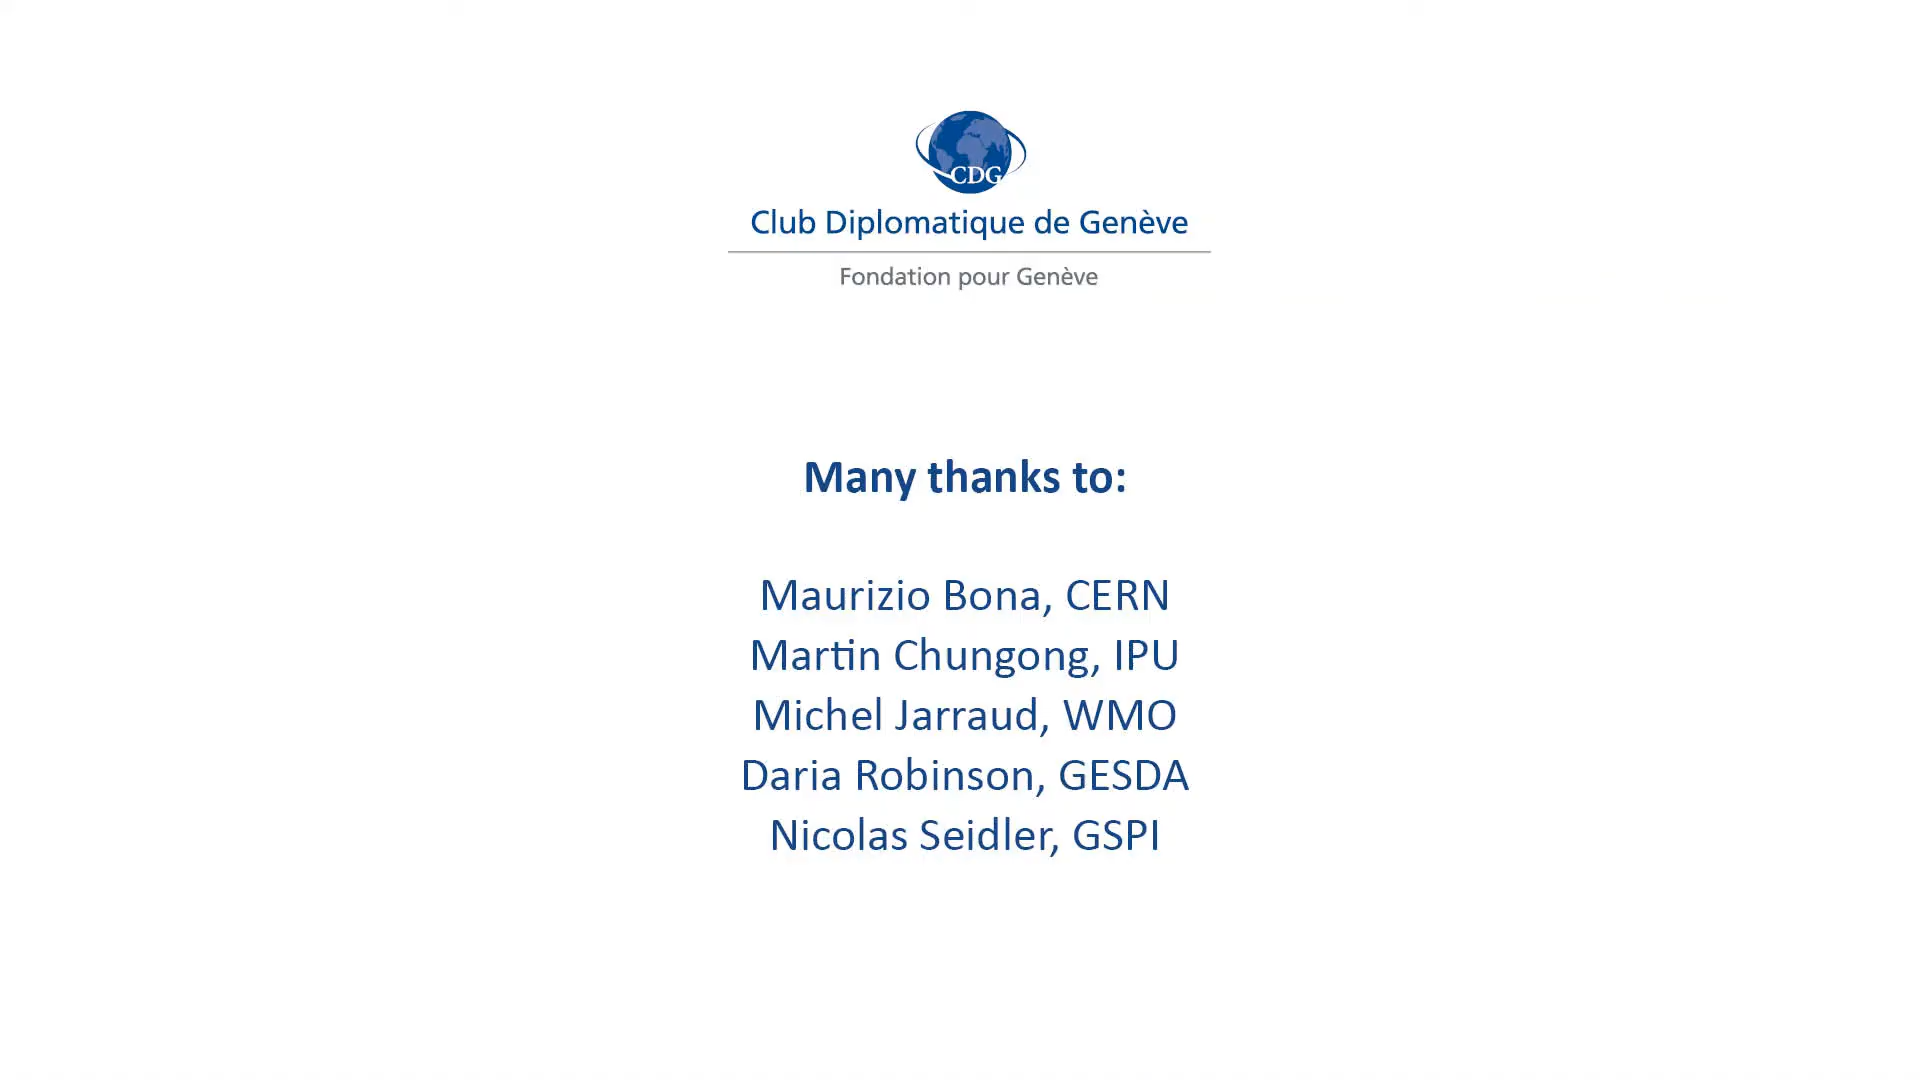 CDG
Club Diplomatique de Genève
Fondation pour Genève
Many thanks to:
Maurizio Bona, CERN
Martin Chungong, IPU
Michel Jarraud, WMO
Daria Robinson, GESDA
Nicolas Seidler, GSPI